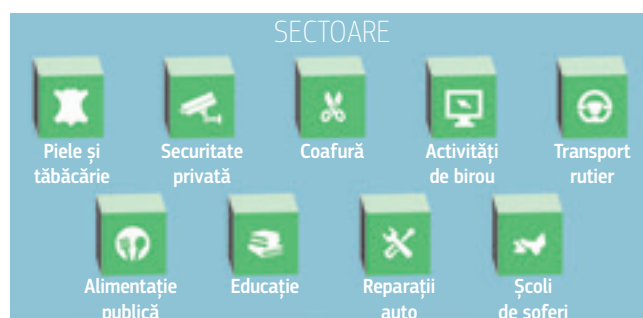 SECTOARE
Piele și
tăbăcărie
Securitate
privată
Coafură
Activități
de birou
Transport
rutier
Alimentație
publică
Educație
Reparații
auto
Școli
de șoferi